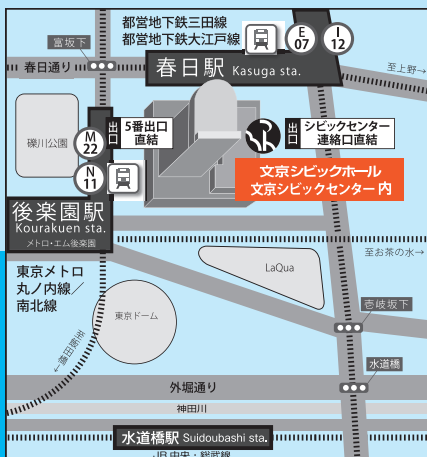 都営地下鉄三田線
都営地下鉄大江戸線
E
07
I
12
富坂下
春日通り
春日駅 Kasuga sta.
至上野→
礫川公園
M
22
出口
5番出口
直結
出口
シビックセンター
連絡口直結
N
11
文京シビックホール
文京シビックセンター 内
後楽園駅
Kourakuen sta.
メトロ・エム後楽園
至お茶の水→
東京メトロ
丸ノ内線／
南北線
LaQua
壱岐坂下
東京ドーム
至飯田橋→
水道橋
外堀通り
神田川
水道橋駅 Suidoubashi sta.
JR 中央・総武線